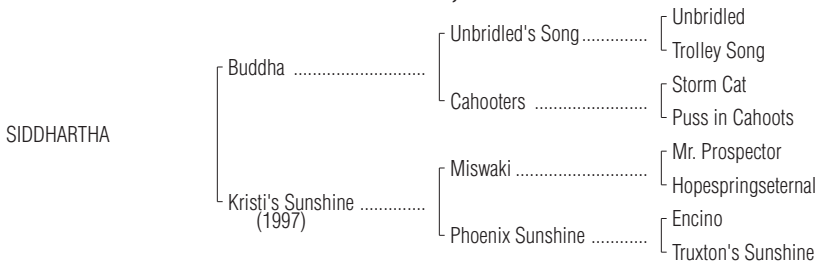 Unbridled
Unbridled's Song..............
Trolley Song
Buddha ............................
Storm Cat
Cahooters ........................
Puss in Cahoots
SIDDHARTHA
Mr. Prospector
Miswaki ............................
Hopespringseternal
Kristi's Sunshine ..............
(1997)
Encino
Phoenix Sunshine ............
Truxton's Sunshine